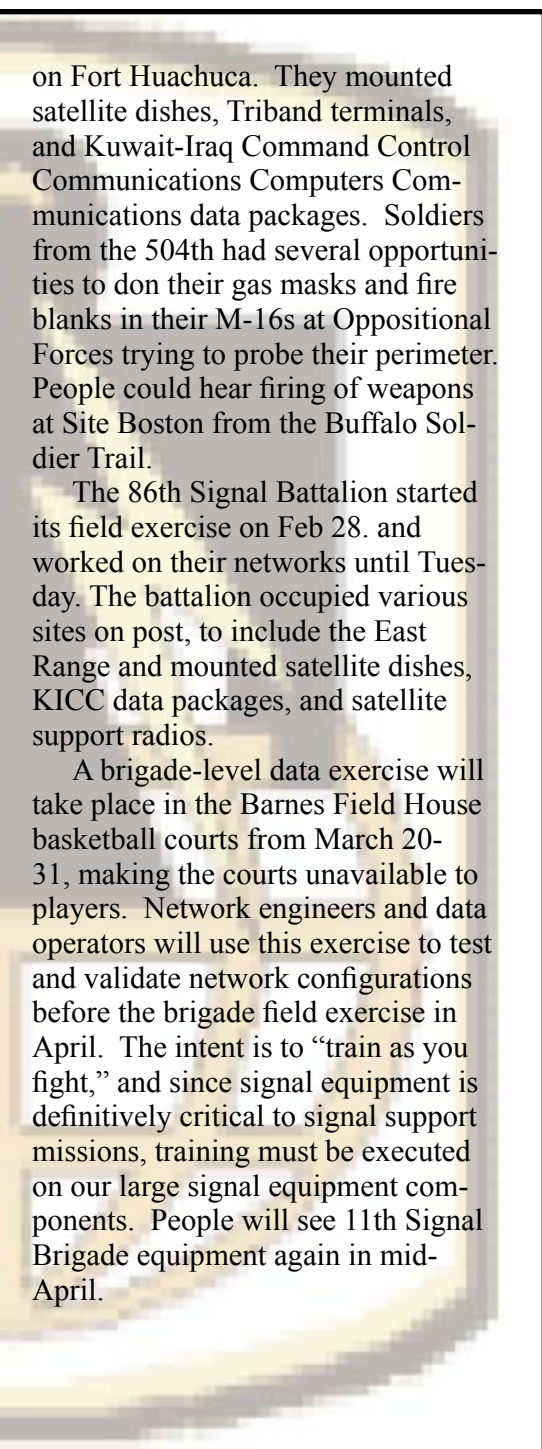 on Fort Huachuca.  They mounted
satellite dishes, Triband terminals,
and Kuwait-Iraq Command Control
Communications Computers Com-
munications data packages.  Soldiers
from the 504th had several opportuni-
ties to don their gas masks and fire
blanks in their M-16s at Oppositional
Forces trying to probe their perimeter.
People could hear firing of weapons
at Site Boston from the Buffalo Sol-
dier Trail.
The 86th Signal Battalion started
its field exercise on Feb 28. and
worked on their networks until Tues-
day. The battalion occupied various
sites on post, to include the East
Range and mounted satellite dishes,
KICC data packages, and satellite
support radios.
A brigade-level data exercise will
take place in the Barnes Field House
basketball courts from March 20-
31, making the courts unavailable to
players.  Network engineers and data
operators will use this exercise to test
and validate network configurations
before the brigade field exercise in
April.  The intent is to “train as you
fight,” and since signal equipment is
definitively critical to signal support
missions, training must be executed
on our large signal equipment com-
ponents.  People will see 11th Signal
Brigade equipment again in mid-
April.